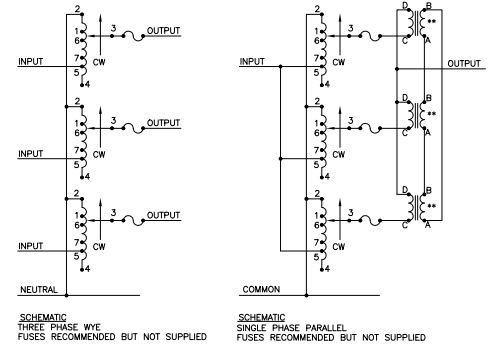 2
1
6
3
OUTPUT
INPUT
7
5
CW
4
2
1
6
3
OUTPUT
INPUT
7
5
CW
4
2
1
6
3
OUTPUT
INPUT
7
5
CW
4
NEUTRAL
SCHEMATIC
THREE PHASE WYE
FUSES RECOMMENDED BUT NOT SUPPLIED
2
1
6
3
D
B
**
C
A
INPUT
OUTPUT
7
5
CW
4
2
1
6
3
D
B
**
C
A
7
5
CW
4
2
1
6
3
D
B
**
C
A
7
5
CW
4
COMMON
SCHEMATIC
SINGLE PHASE PARALLEL
FUSES RECOMMENDED BUT NOT SUPPLIED